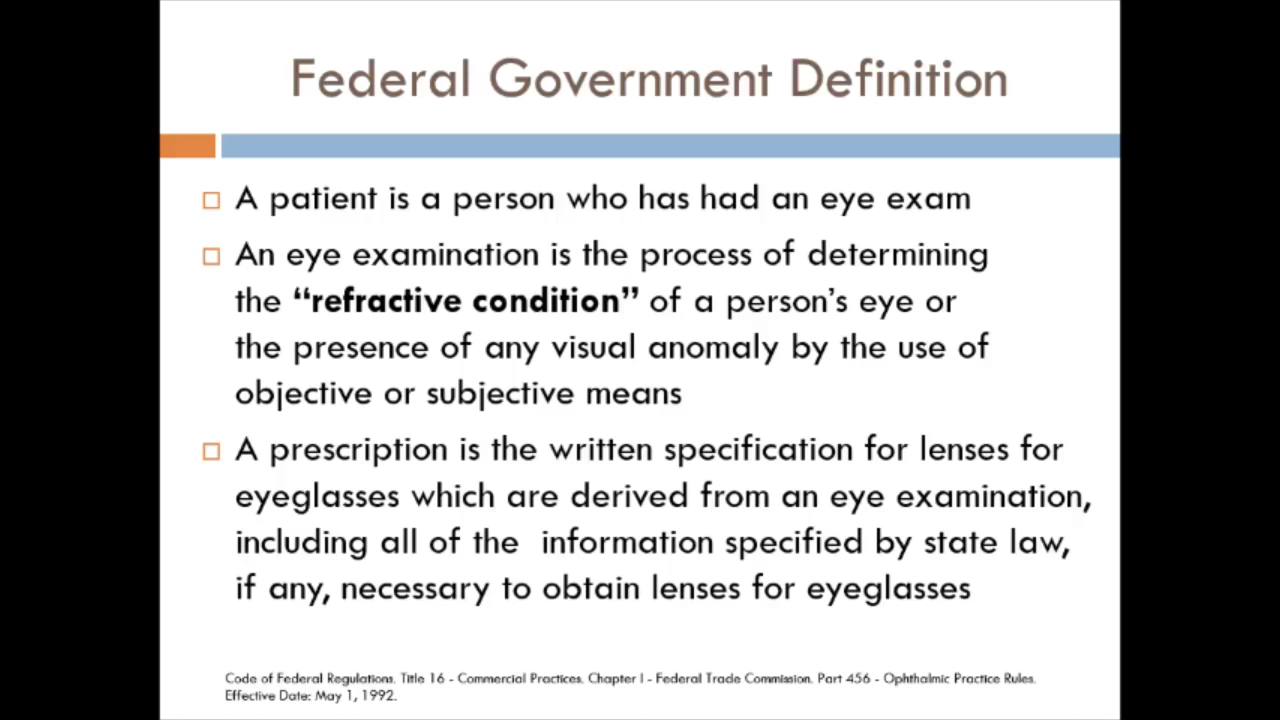 Federal Government Definition
A patient is a person who has had an eye exam
An eye examination is the process of determining
the “refractive condition” of a person’s eye or
the presence of any visual anomaly by the use of
objective or subjective means
A prescription is the written specification for lenses for
eyeglasses which are derived from an eye examination,
including all of the information specified by state law,
if any, necessary to obtain lenses for eyeglasses
Code of Federal Regulations. Title 16 - Commercial Practices. Chapter I - Federal Trade Commission. Part 456 - Ophthalmic Practice Rules.
Effective Date: May 1, 1992.